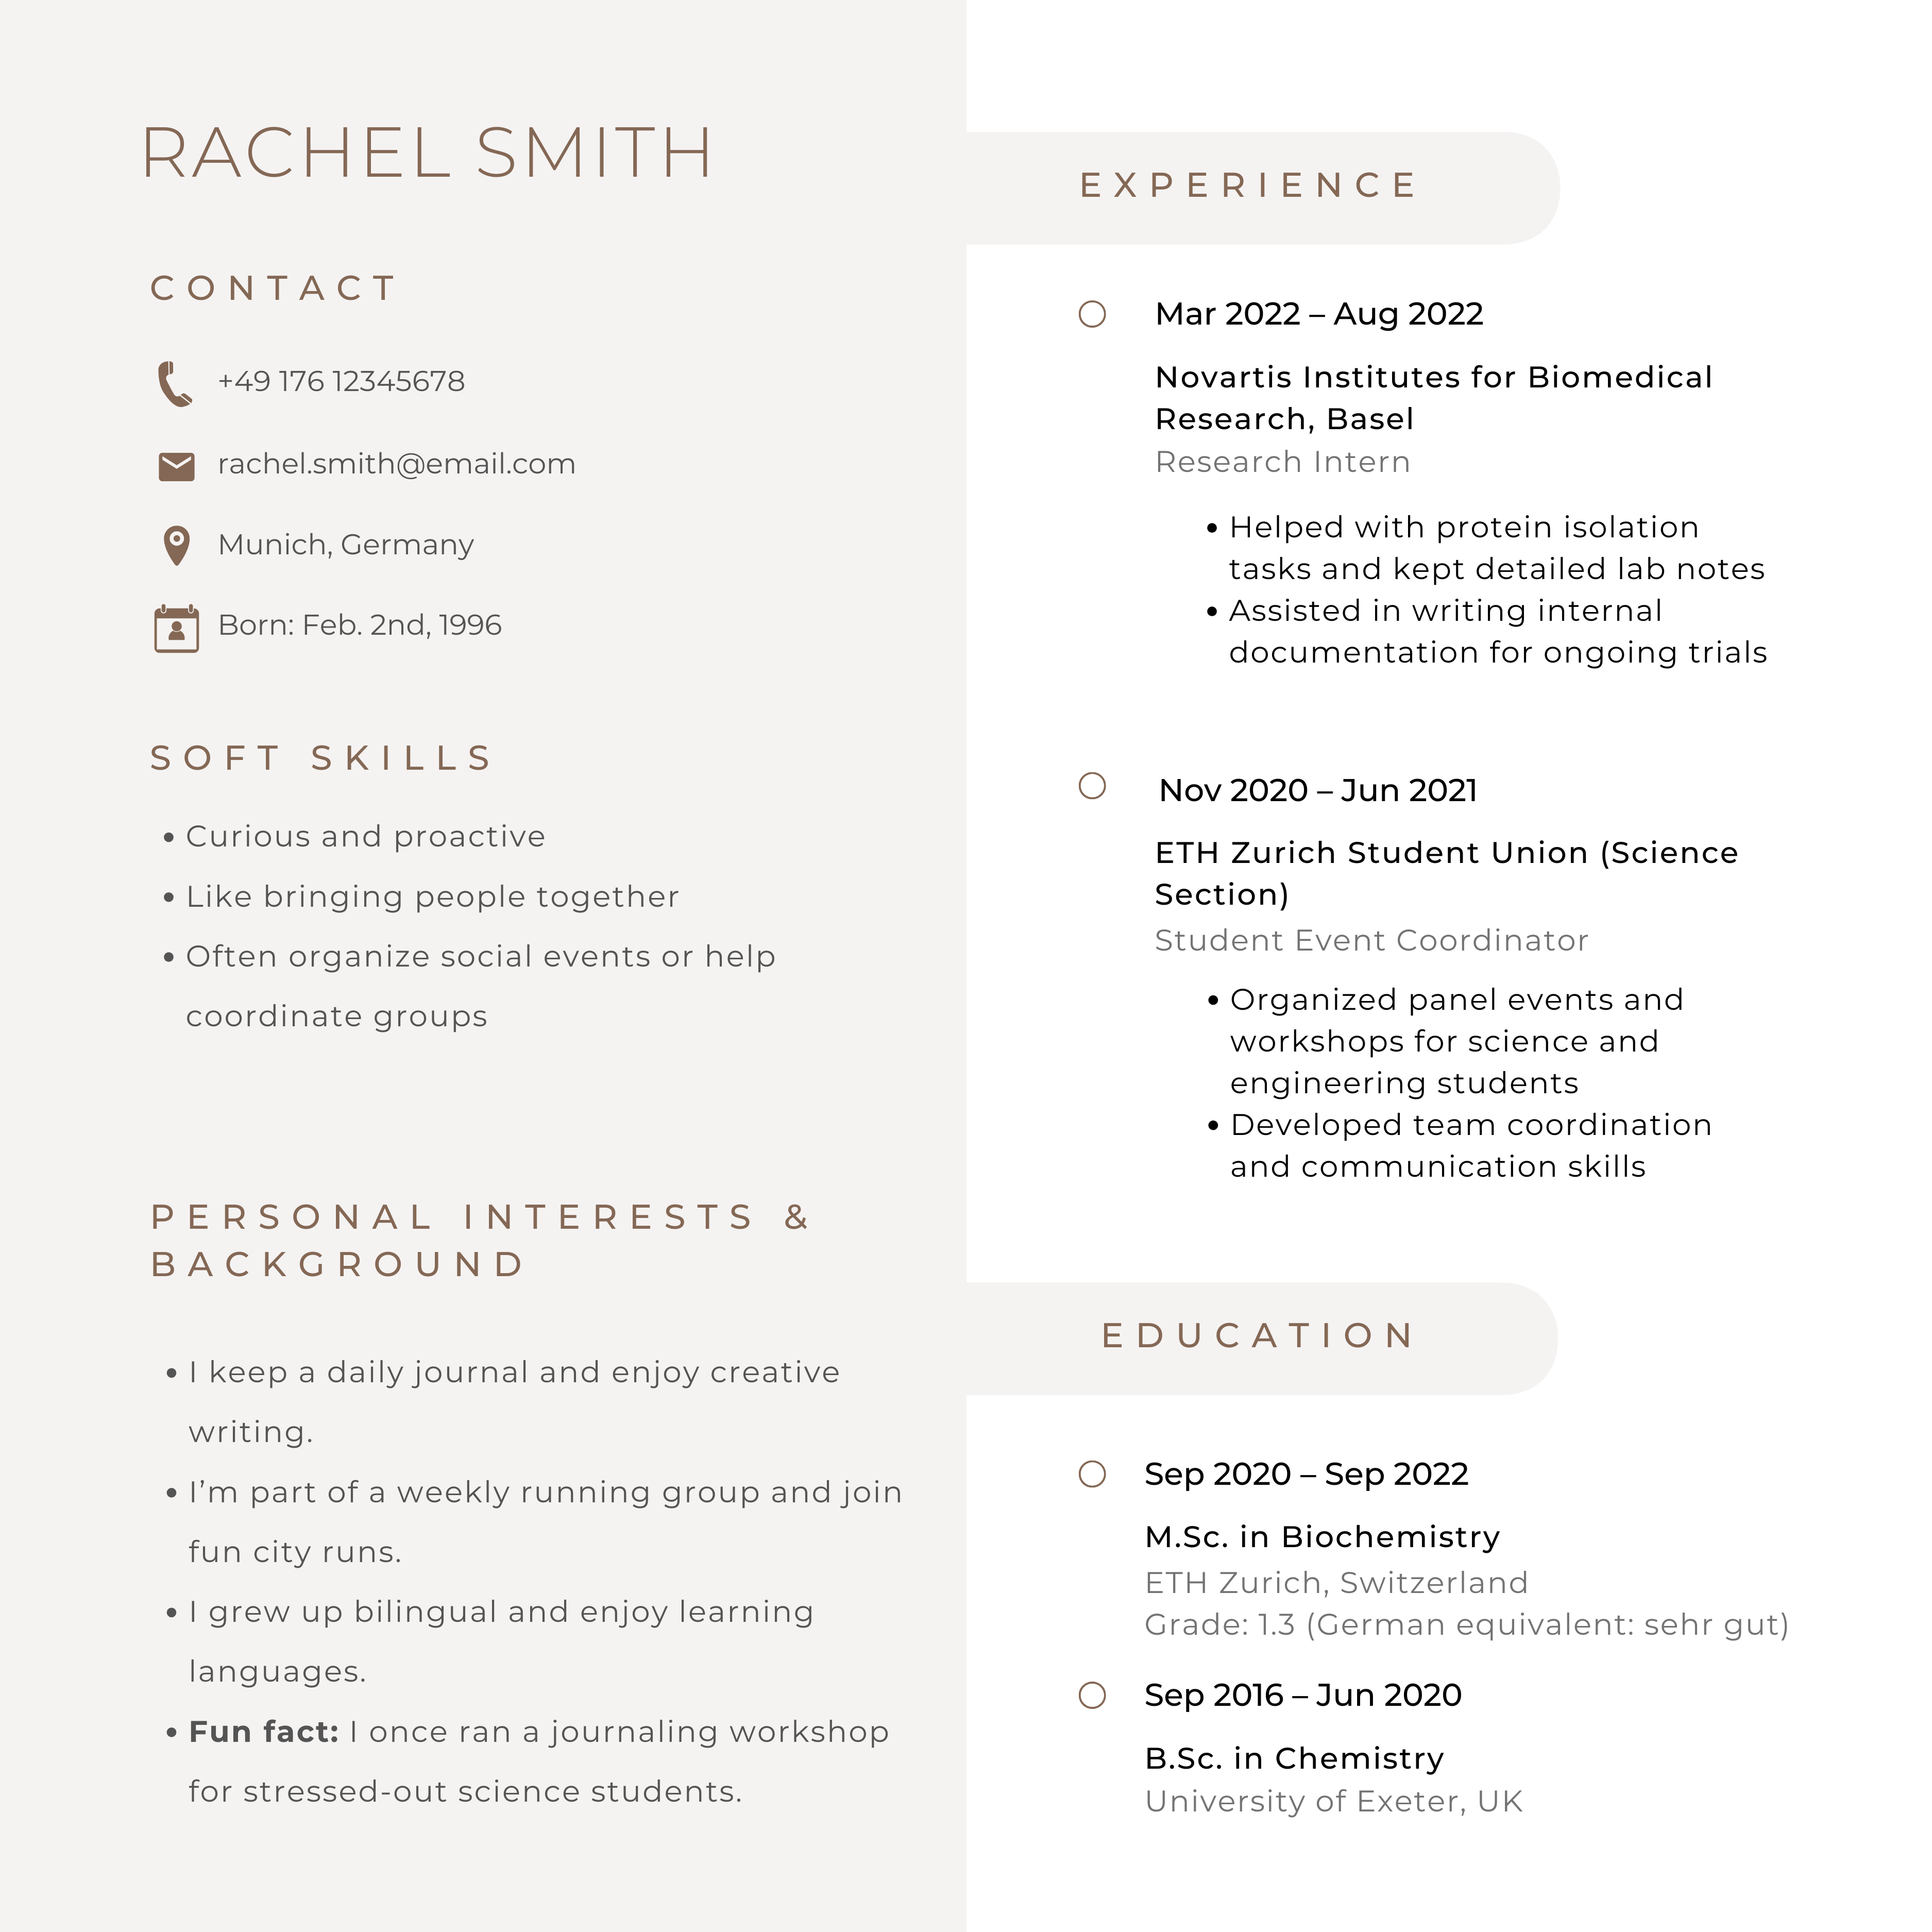 RACHEL SMITH
CONTACT
+49 176 12345678
rachel.smith@email.com
Munich, Germany
Born: Feb. 2nd, 1996
SOFT SKILLS
• Curious and proactive
• Like bringing people together
• Often organize social events or help
coordinate groups
PERSONAL INTERESTS &
BACKGROUND
• I keep a daily journal and enjoy creative
writing.
• I’m part of a weekly running group and join
fun city runs.
• I grew up bilingual and enjoy learning
languages.
• Fun fact: I once ran a journaling workshop
for stressed-out science students.
EXPERIENCE
Mar 2022 – Aug 2022
Novartis Institutes for Biomedical
Research, Basel
Research Intern
• Helped with protein isolation
tasks and kept detailed lab notes
• Assisted in writing internal
documentation for ongoing trials
Nov 2020 – Jun 2021
ETH Zurich Student Union (Science
Section)
Student Event Coordinator
• Organized panel events and
workshops for science and
engineering students
• Developed team coordination
and communication skills
EDUCATION
Sep 2020 – Sep 2022
M.Sc. in Biochemistry
ETH Zurich, Switzerland
Grade: 1.3 (German equivalent: sehr gut)
Sep 2016 – Jun 2020
B.Sc. in Chemistry
University of Exeter, UK